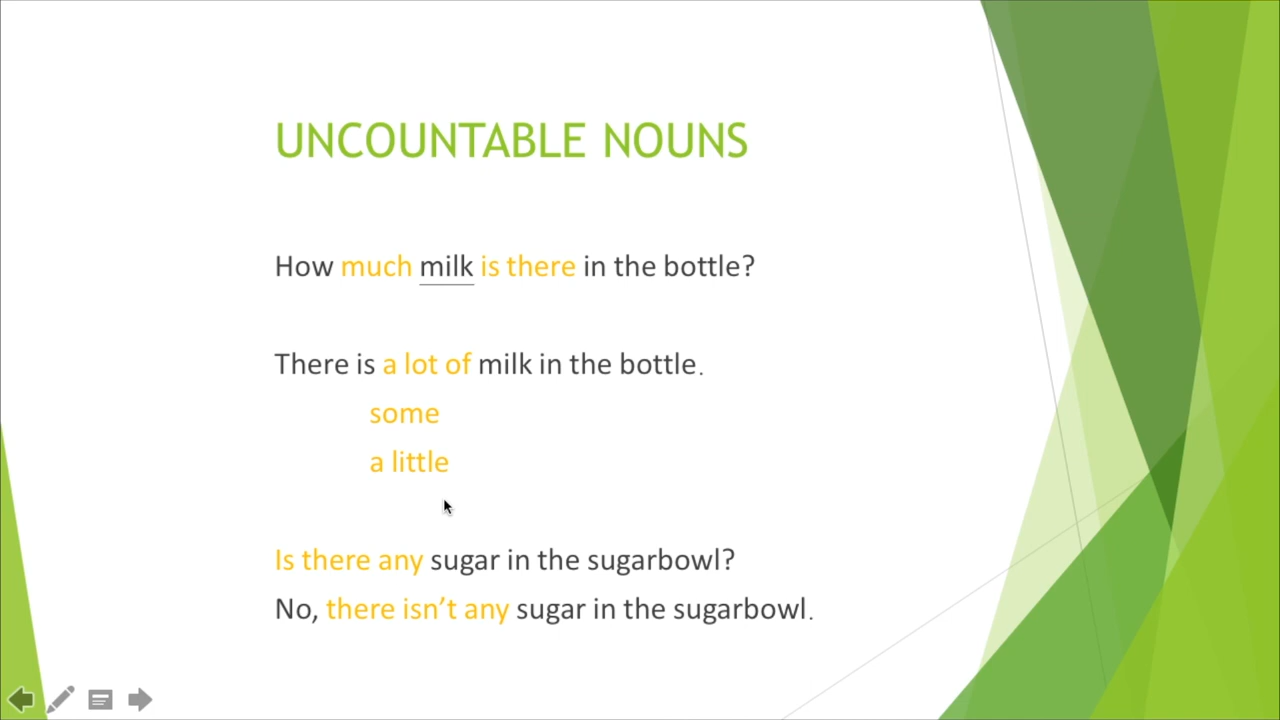 UNCOUNTABLE NOUNS
How much milk is there in the bottle?
There is a lot of milk in the bottle.
some
a little
Is there any sugar in the sugarbowl?
No, there isn’t any sugar in the sugarbowl.